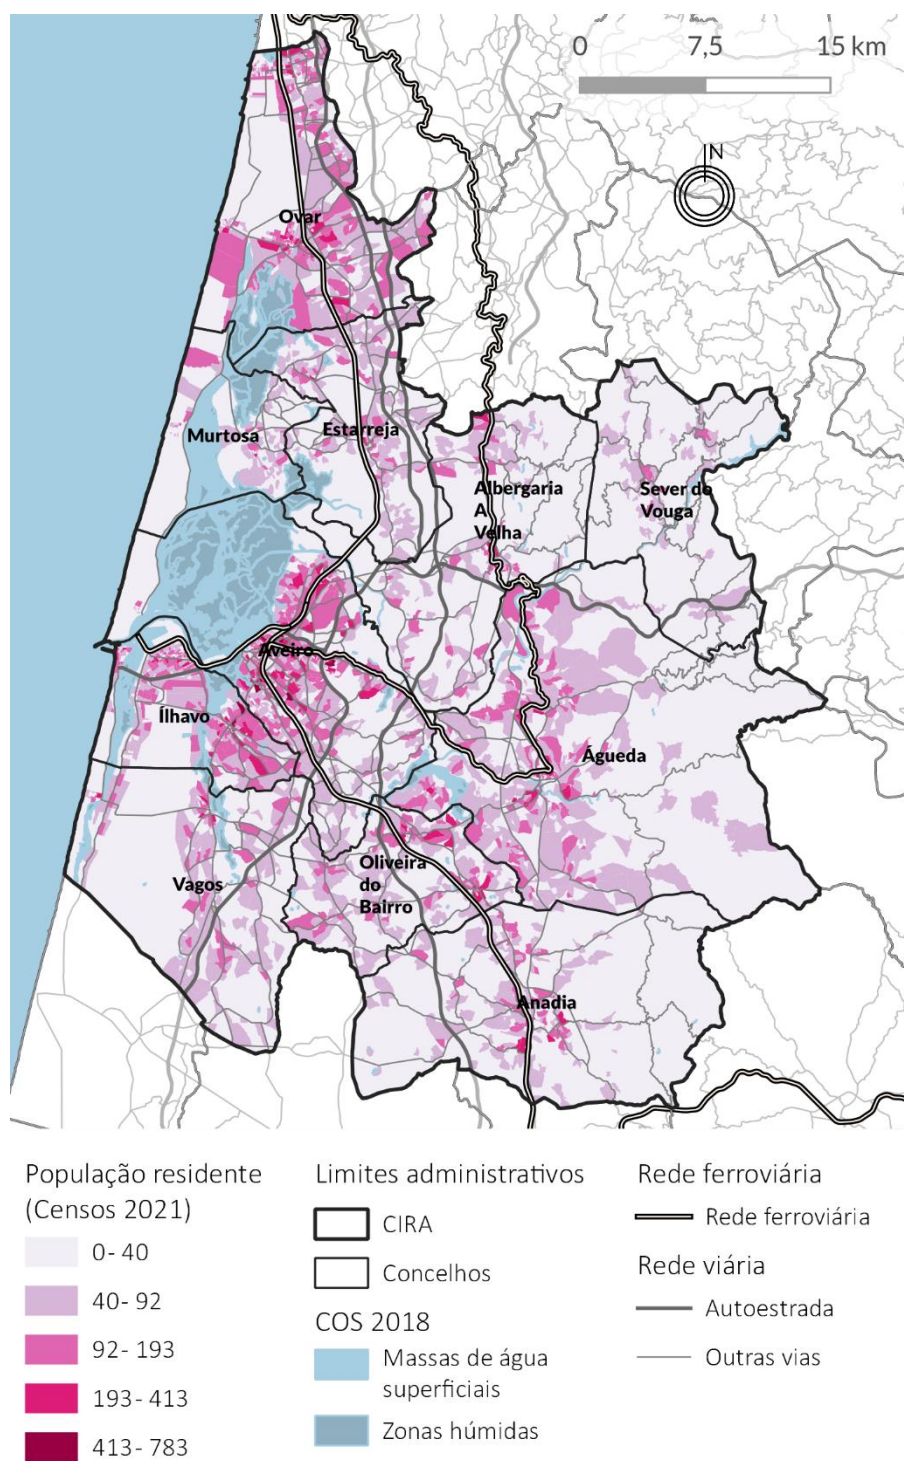 0 7,5 15 km
N
Ovar
Murtosa
Estarreja
Albergaria
A
Velha
Sever do
Vouga
Aveiro
Ílhavo
Águeda
Vagos
Oliveira
do
Bairro
Anadia
População residente
(Censos 2021)
0- 40
40- 92
92- 193
193- 413
413- 783
Limites administrativos
CIRA
Concelhos
COS 2018
Massas de água
superficiais
Zonas húmidas
Rede ferroviária
Rede ferroviária
Rede viária
Autoestrada
Outras vias